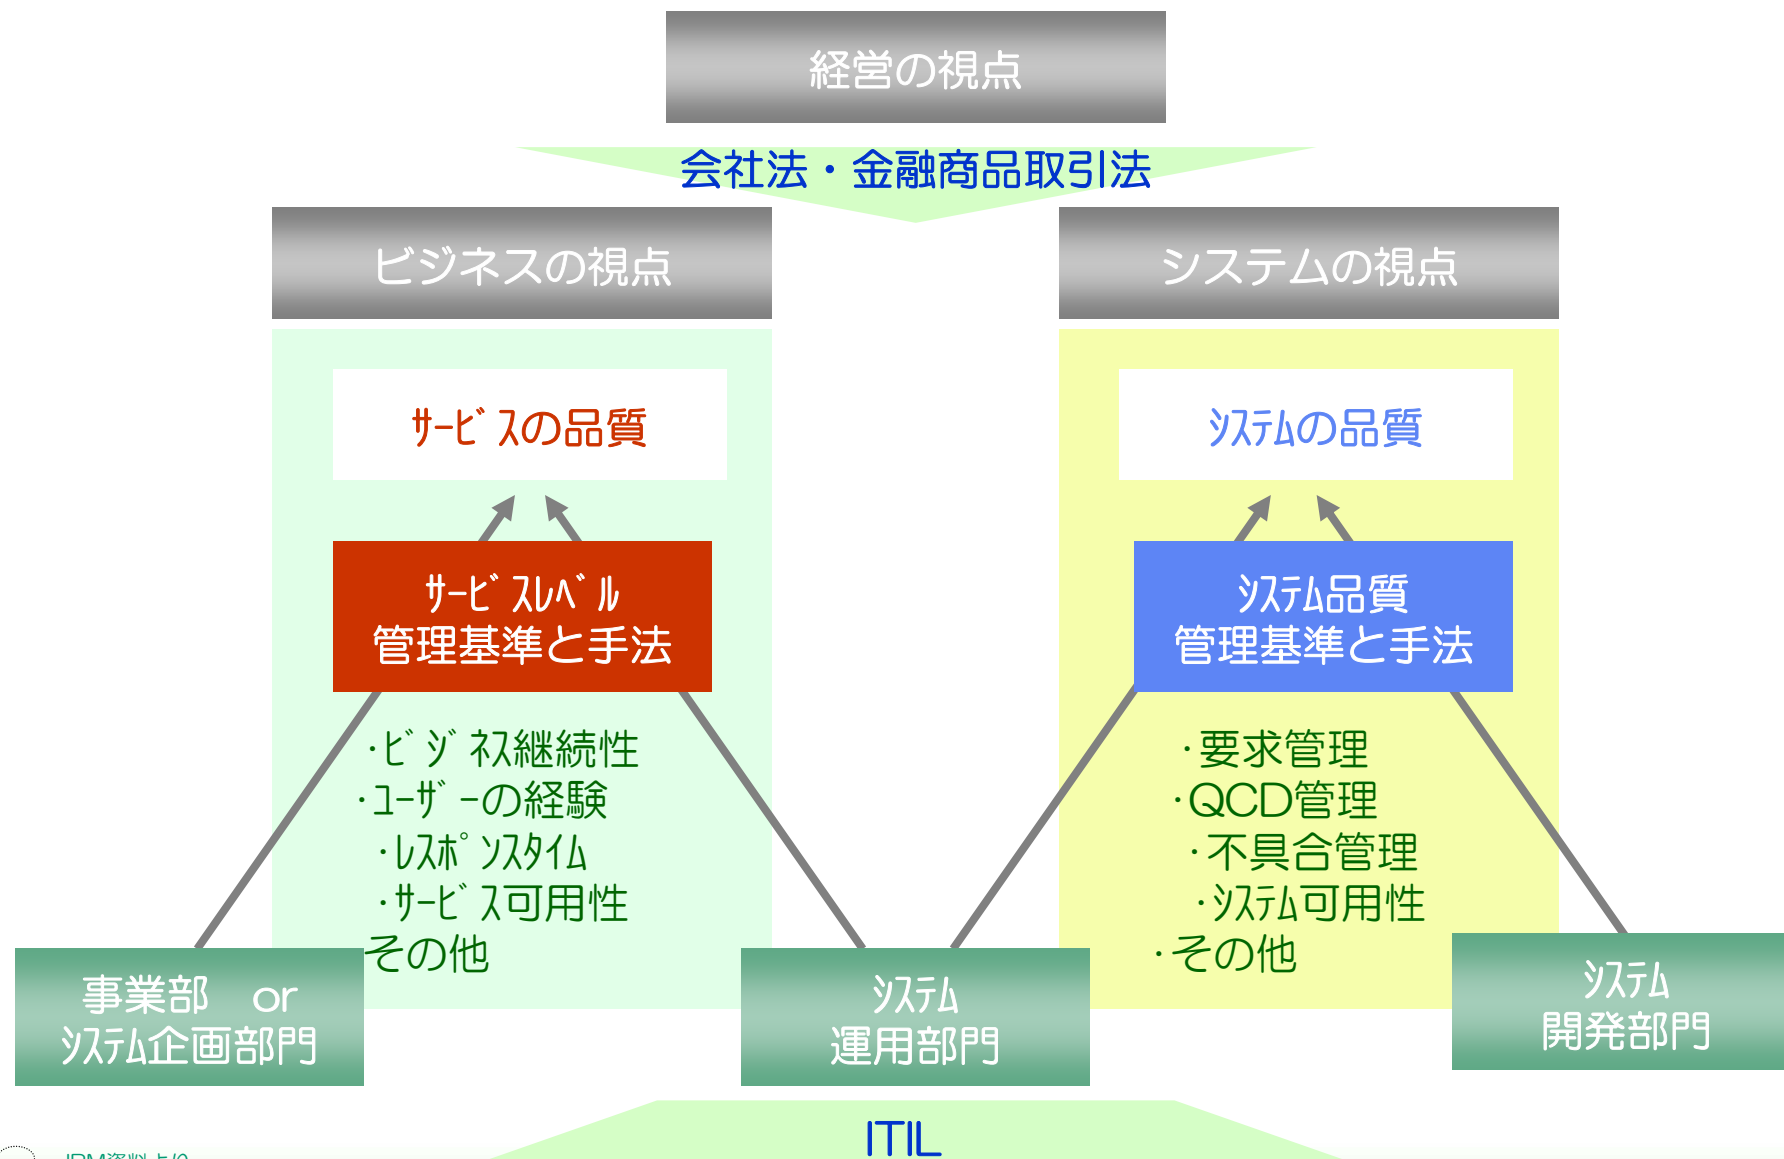 経営の視点
会社法・金融商品取引法
ビジネスの視点
システムの視点
ｻｰﾋﾞｽの品質
ｼｽﾃﾑの品質
ｻｰﾋﾞｽﾚﾍﾞﾙ
管理基準と手法
ｼｽﾃﾑ品質
管理基準と手法
･ﾋﾞｼﾞﾈｽ継続性
･ﾕｰｻﾞｰの経験
･ﾚｽﾎﾟﾝｽﾀｲﾑ
･ｻｰﾋﾞｽ可用性
その他
･要求管理
･QCD管理
･不具合管理
･ｼｽﾃﾑ可用性
･その他
事業部　or
ｼｽﾃﾑ企画部門
ｼｽﾃﾑ
運用部門
ｼｽﾃﾑ
開発部門
ITIL